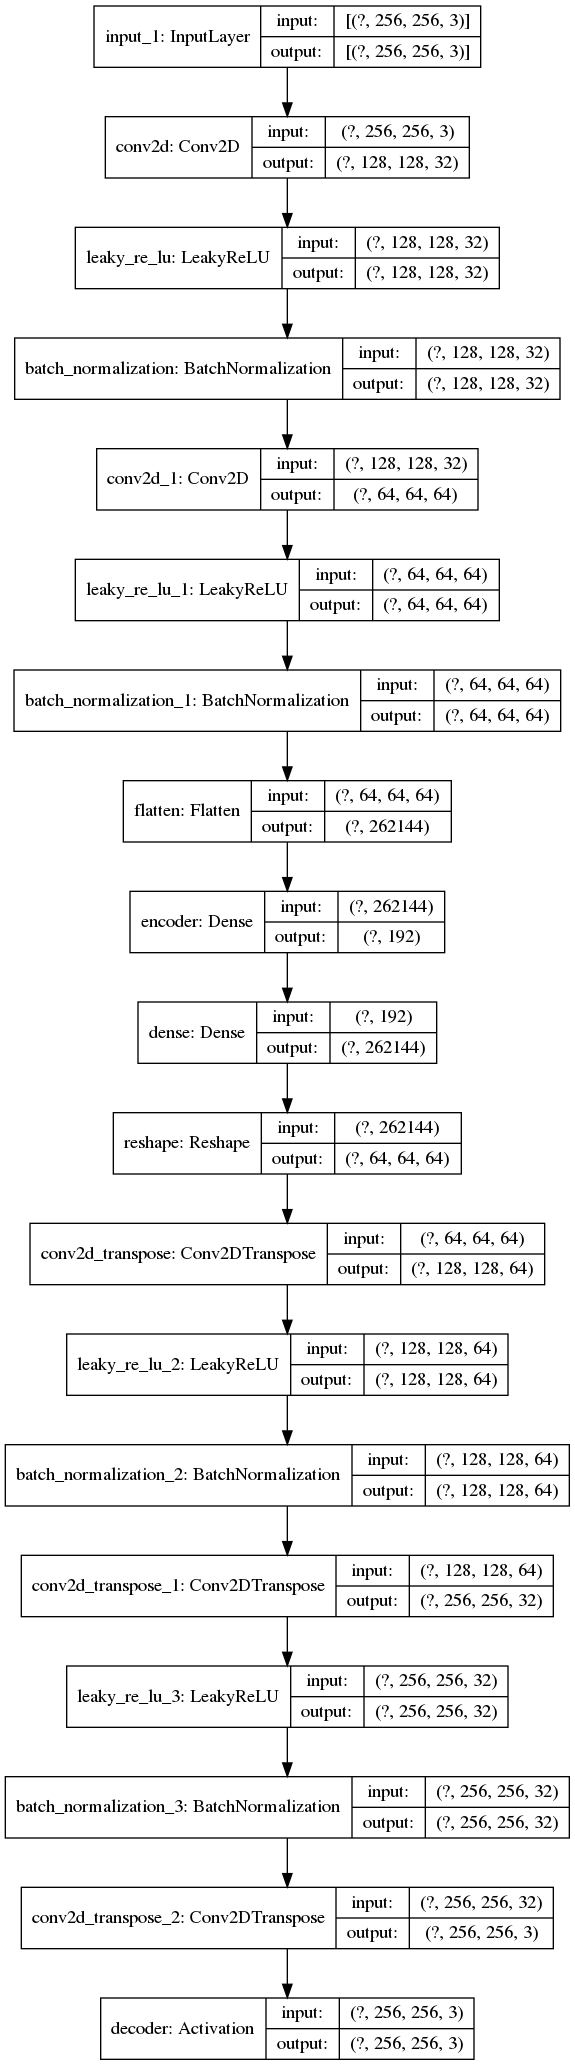 input_1: InputLayer
input: [(?, 256, 256, 3)]
output: [(?, 256, 256, 3)]
conv2d: Conv2D
input: (?, 256, 256, 3)
output: (?, 128, 128, 32)
leaky_re_lu: LeakyReLU
input: (?, 128, 128, 32)
output: (?, 128, 128, 32)
batch_normalization: BatchNormalization
input: (?, 128, 128, 32)
output: (?, 128, 128, 32)
conv2d_1: Conv2D
input: (?, 128, 128, 32)
output: (?, 64, 64, 64)
leaky_re_lu_1: LeakyReLU
input: (?, 64, 64, 64)
output: (?, 64, 64, 64)
batch_normalization_1: BatchNormalization
input: (?, 64, 64, 64)
output: (?, 64, 64, 64)
flatten: Flatten
input: (?, 64, 64, 64)
output: (?, 262144)
encoder: Dense
input: (?, 262144)
output: (?, 192)
dense: Dense
input: (?, 192)
output: (?, 262144)
reshape: Reshape
input: (?, 262144)
output: (?, 64, 64, 64)
conv2d_transpose: Conv2DTranspose
input: (?, 64, 64, 64)
output: (?, 128, 128, 64)
leaky_re_lu_2: LeakyReLU
input: (?, 128, 128, 64)
output: (?, 128, 128, 64)
batch_normalization_2: BatchNormalization
input: (?, 128, 128, 64)
output: (?, 128, 128, 64)
conv2d_transpose_1: Conv2DTranspose
input: (?, 128, 128, 64)
output: (?, 256, 256, 32)
leaky_re_lu_3: LeakyReLU
input: (?, 256, 256, 32)
output: (?, 256, 256, 32)
batch_normalization_3: BatchNormalization
input: (?, 256, 256, 32)
output: (?, 256, 256, 32)
conv2d_transpose_2: Conv2DTranspose
input: (?, 256, 256, 32)
output: (?, 256, 256, 3)
decoder: Activation
input: (?, 256, 256, 3)
output: (?, 256, 256, 3)